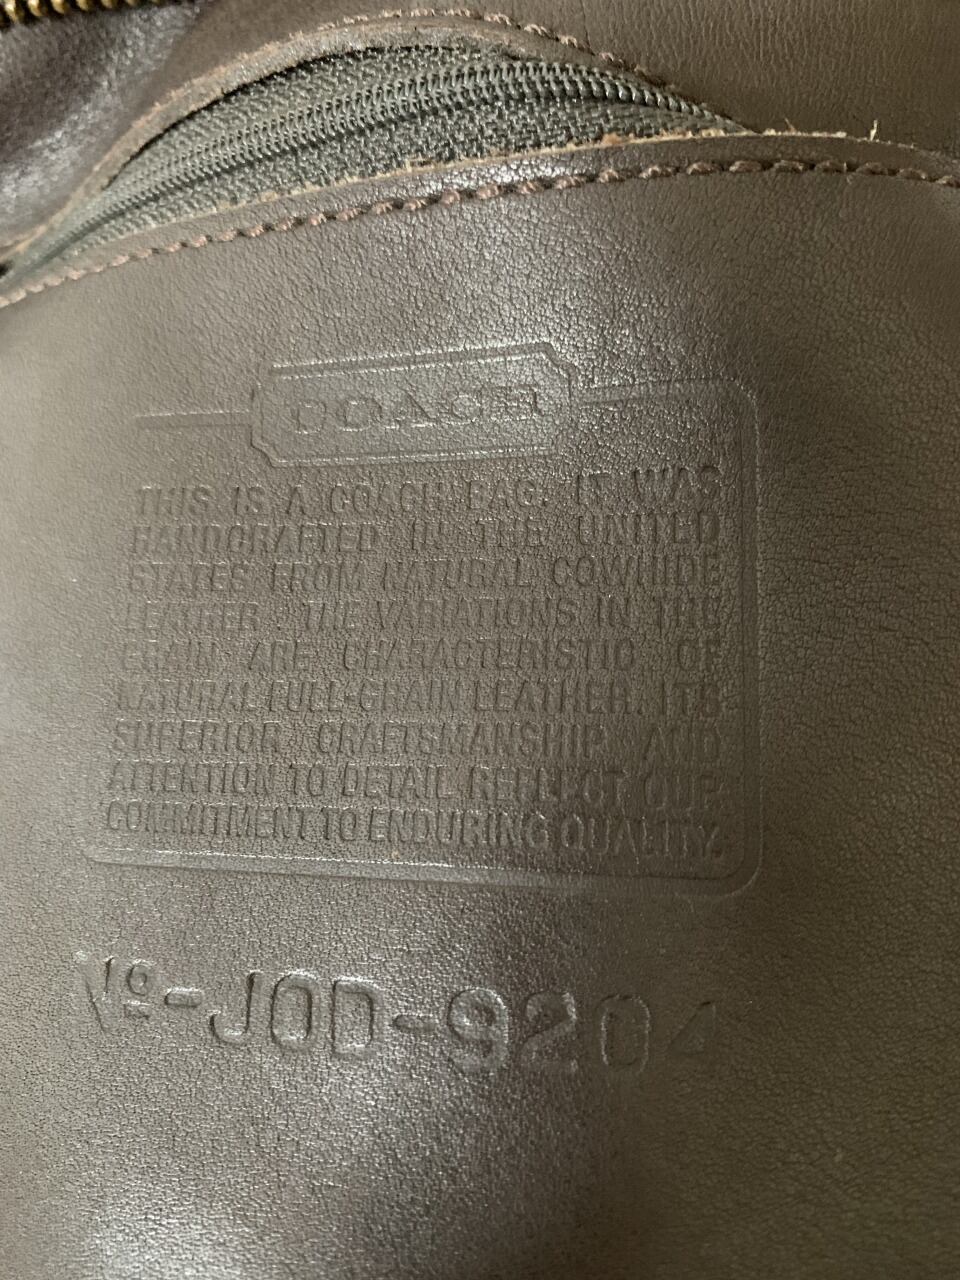 COACH
THIS IS A COACH BAG. IT WAS
HANDCRAFTED IN THE UNITED
STATES FROM NATURAL COWHIDE
LEATHER. THE VARIATIONS IN THE
GRAIN ARE CHARACTERISTIC OF
NATURAL FULL-GRAIN LEATHER. ITS
SUPERIOR CRAFTSMANSHIP AND
ATTENTION TO DETAIL REFLECT OUR
COMMITMENT TO ENDURING QUALITY.
Nº-J0D-9204